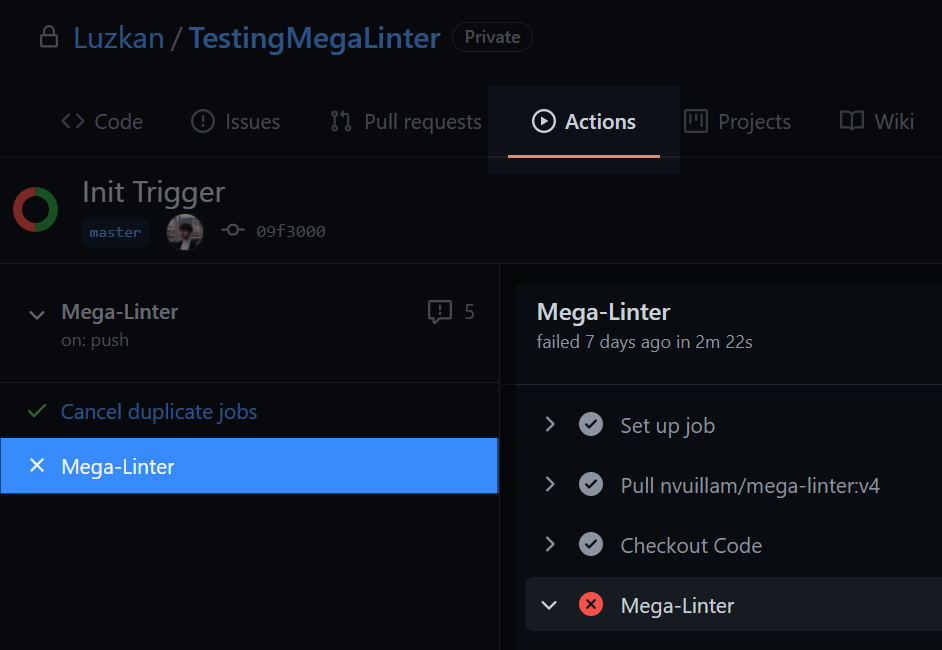 Luzkan / TestingMegaLinter Private
Code Issues Pull requests Actions Projects Wiki
Init Trigger
master 09f3000
Mega-Linter 5
on: push
Cancel duplicate jobs
Mega-Linter
Mega-Linter
failed 7 days ago in 2m 22s
Set up job
Pull nvuillam/mega-linter:v4
Checkout Code
Mega-Linter